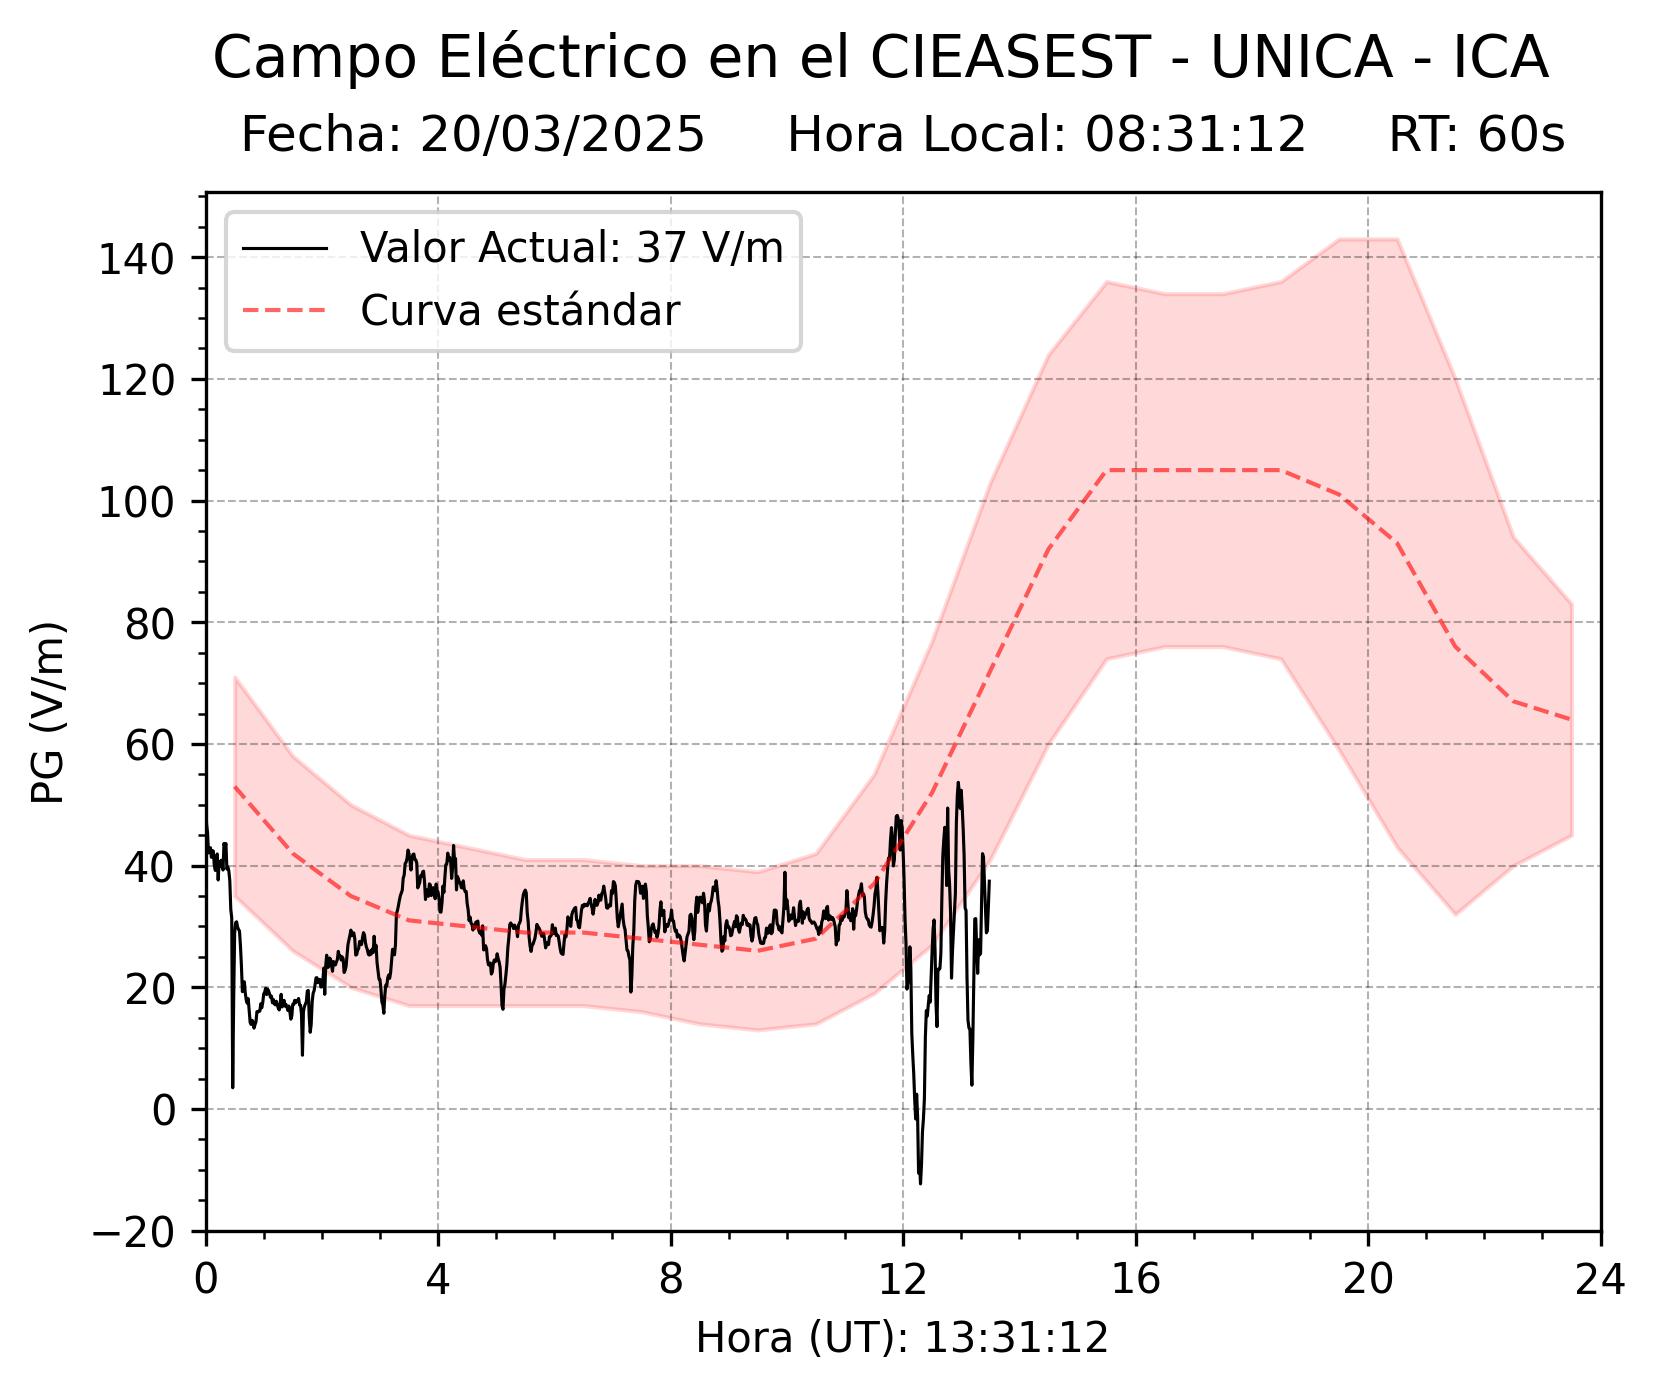 Campo Eléctrico en el CIEASEST - UNICA - ICA
Fecha: 20/03/2025 Hora Local: 08:31:12 RT: 60s
Valor Actual: 37 V/m
Curva estándar
PG (V/m)
140
120
100
80
60
40
20
0
−20
0 4 8 12 16 20 24
Hora (UT): 13:31:12